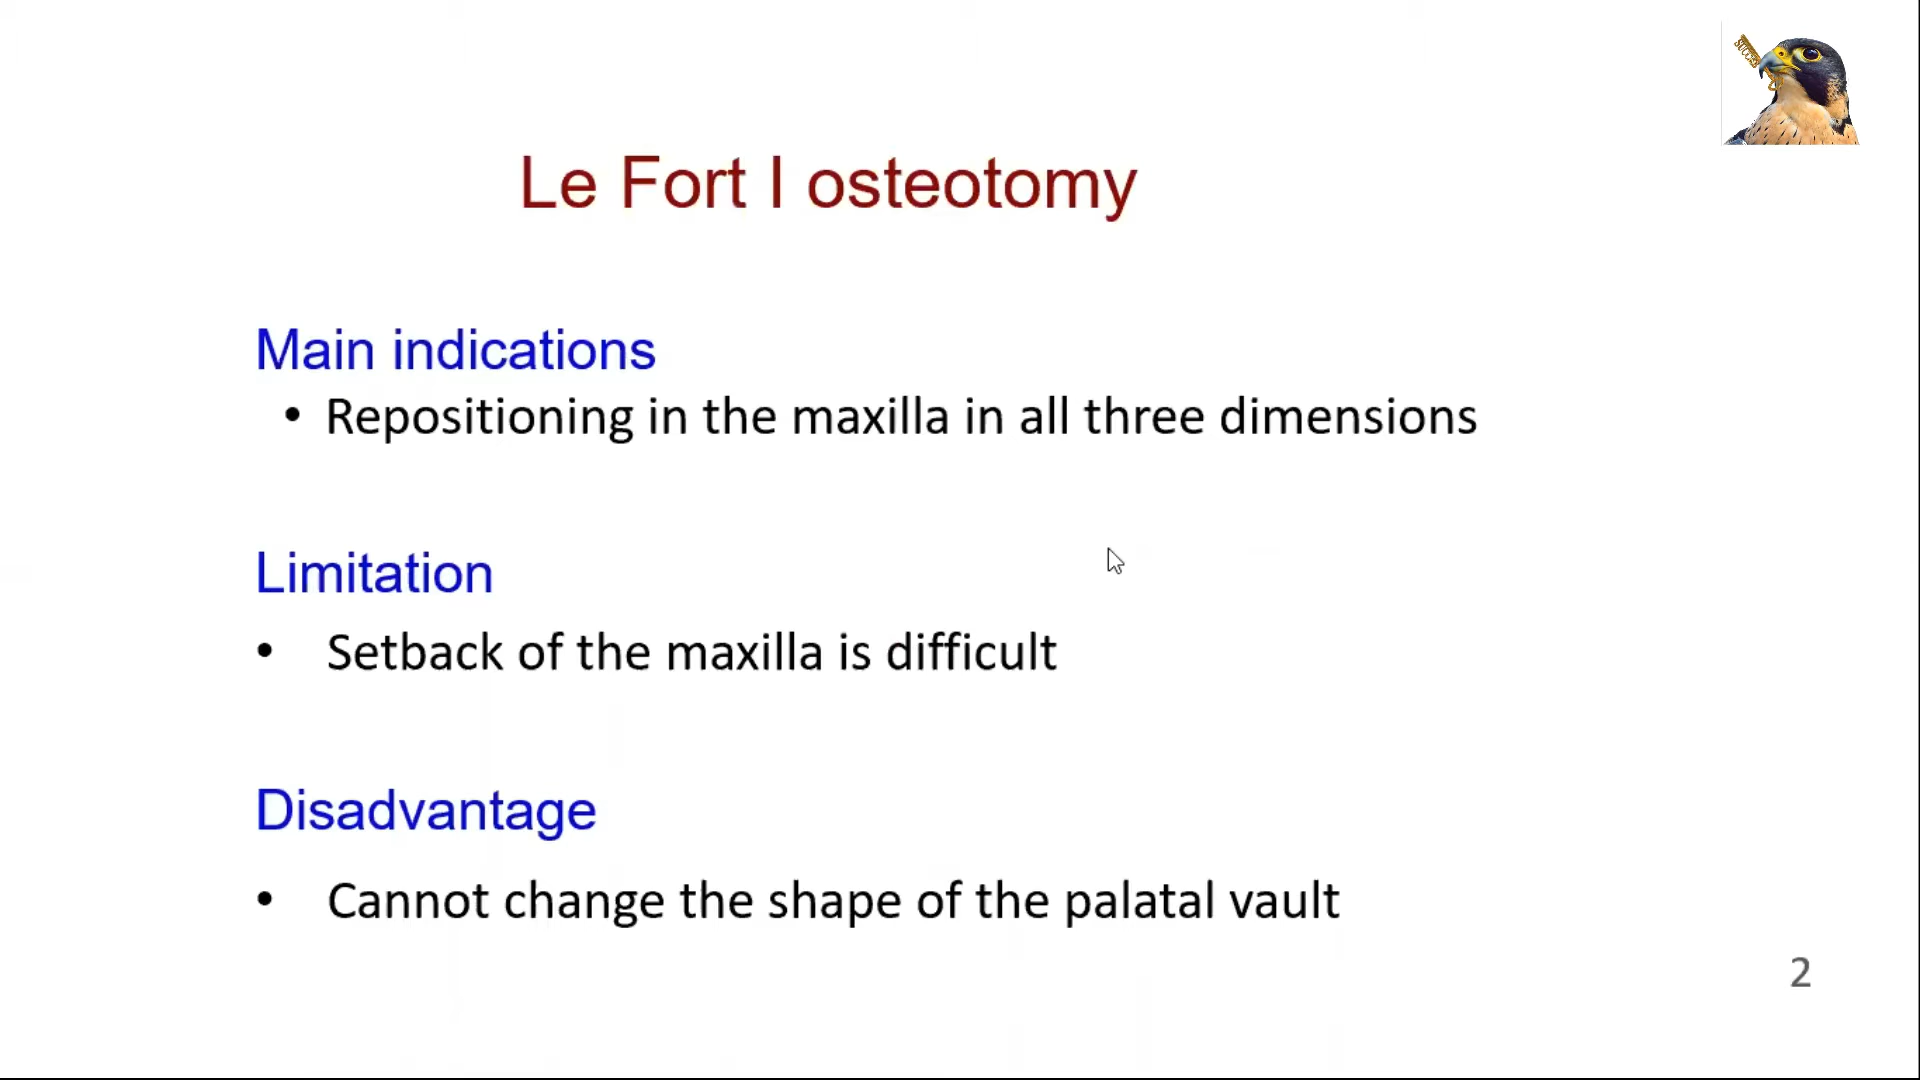 SUCCES
Le Fort I osteotomy
Main indications
• Repositioning in the maxilla in all three dimensions
Limitation
• Setback of the maxilla is difficult
Disadvantage
• Cannot change the shape of the palatal vault
2